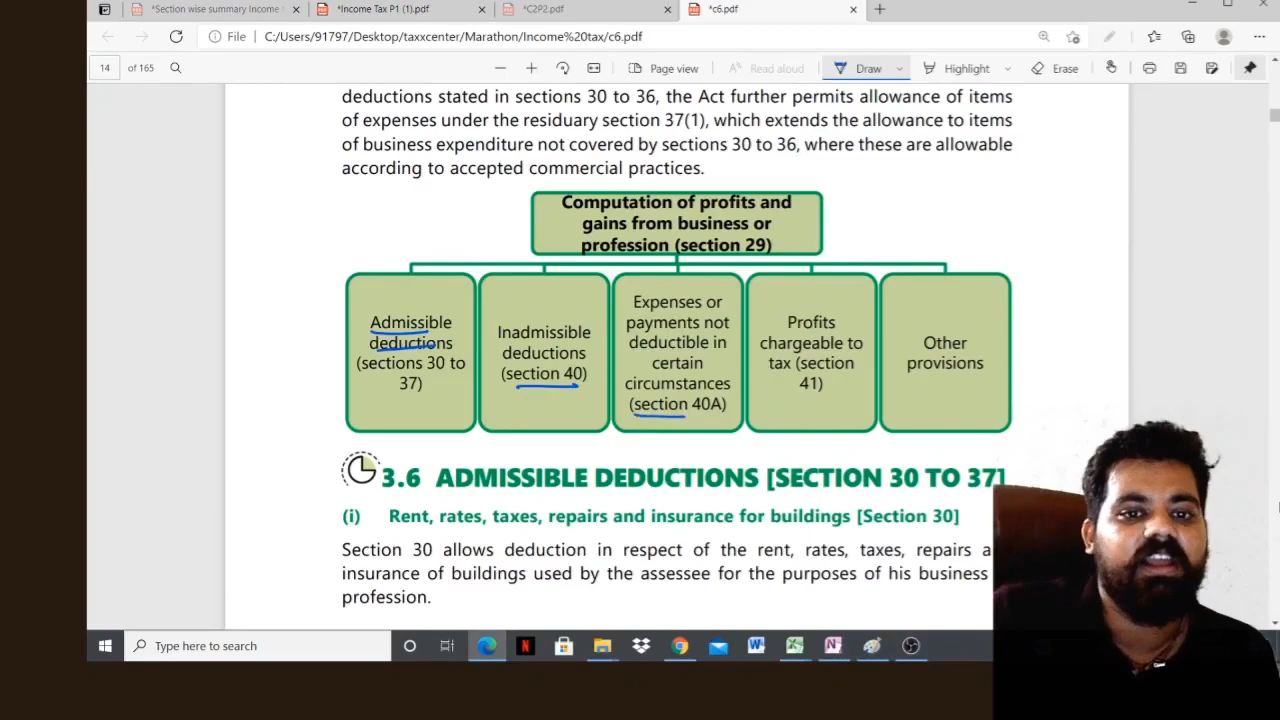 *Section wise summary Income
*Income Tax P1 (1).pdf
*C2P2.pdf
*c6.pdf
File
C:/Users/91797/Desktop/taxxcenter/Marathon/Income%20tax/c6.pdf
14
of 165
Page view
Read aloud
Draw
Highlight
Erase
deductions stated in sections 30 to 36, the Act further permits allowance of items
of expenses under the residuary section 37(1), which extends the allowance to items
of business expenditure not covered by sections 30 to 36, where these are allowable
according to accepted commercial practices.
Computation of profits and
gains from business or
profession (section 29)
Admissible
deductions
(sections 30 to
37)
Inadmissible
deductions
(section 40)
Expenses or
payments not
deductible in
certain
circumstances
(section 40A)
Profits
chargeable to
tax (section
41)
Other
provisions
3.6 ADMISSIBLE DEDUCTIONS [SECTION 30 TO 37]
(i) Rent, rates, taxes, repairs and insurance for buildings [Section 30]
Section 30 allows deduction in respect of the rent, rates, taxes, repairs a
insurance of buildings used by the assessee for the purposes of his business
profession.
Type here to search